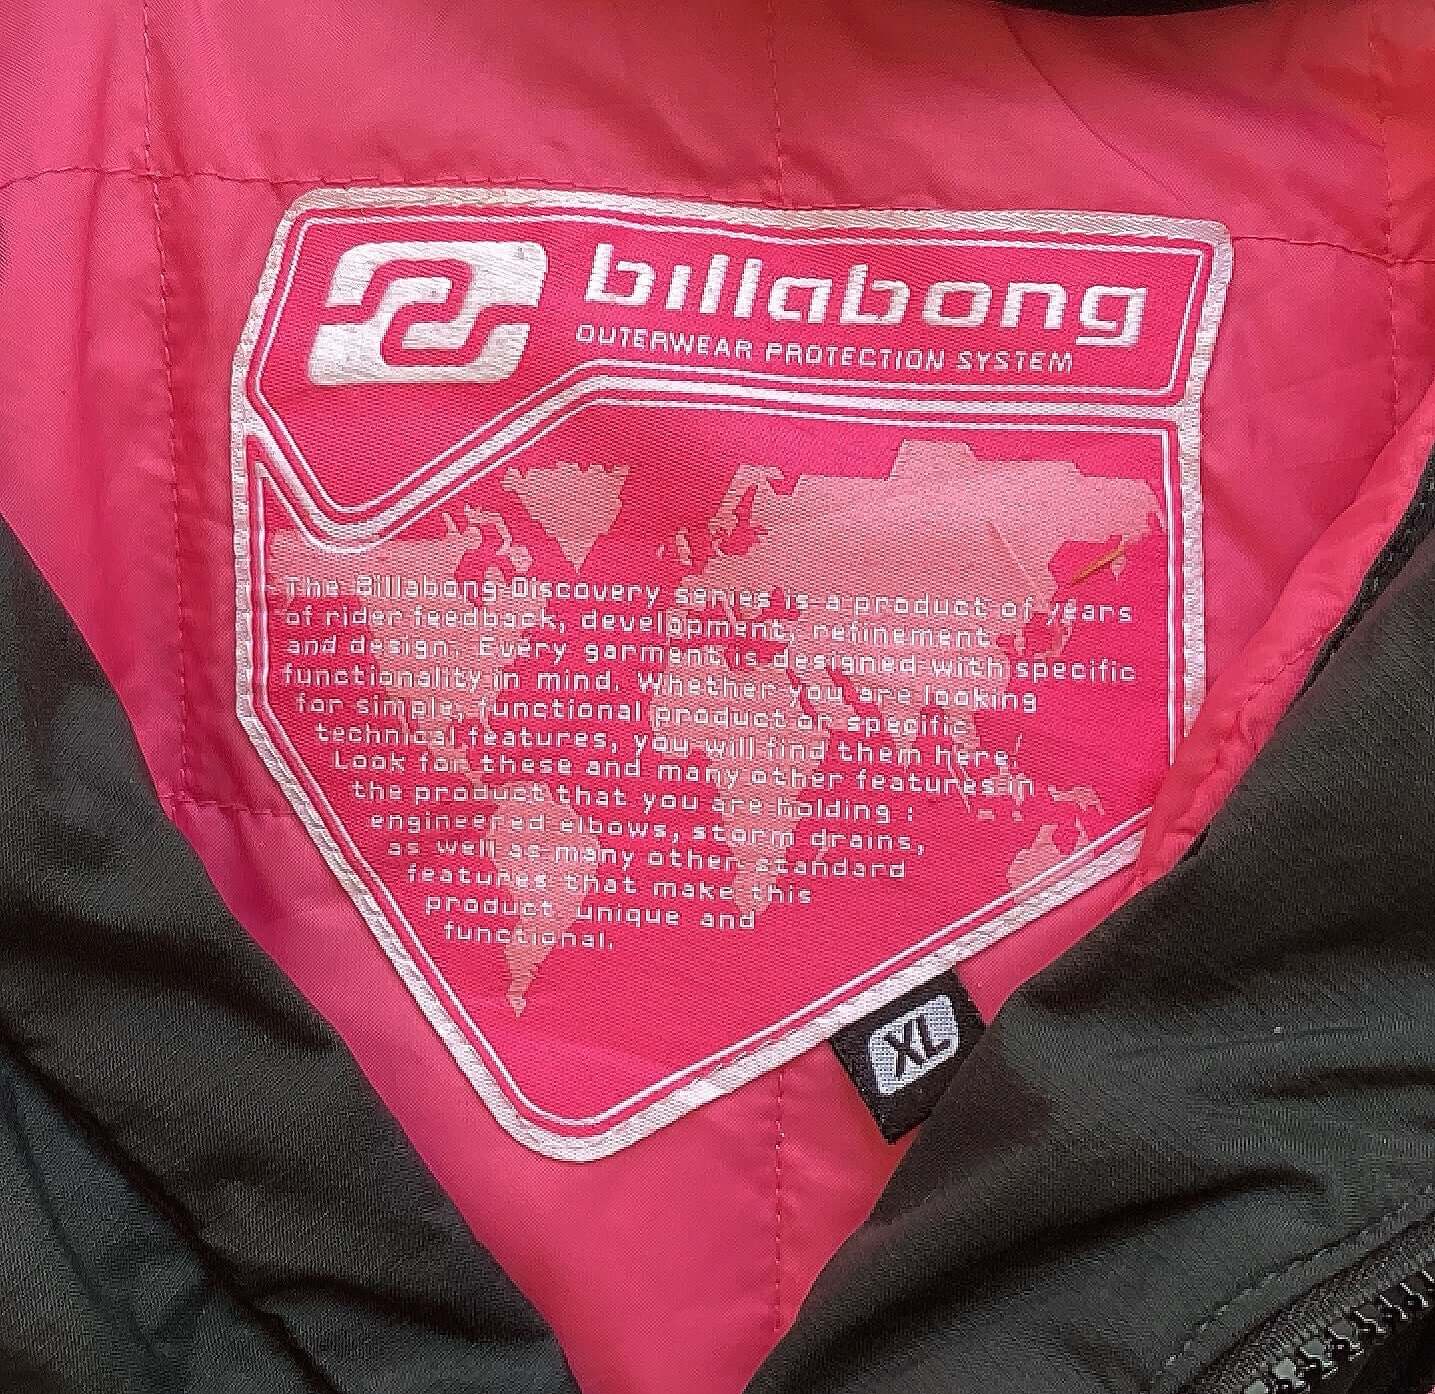 billabong
OUTERWEAR PROTECTION SYSTEM
The Billabong Discovery series is a product of years
of rider feedback, development, refinement
and design. Every garment is designed with specific
functionality in mind. Whether you are looking
for simple, functional product or specific
technical features, you will find them here.
Look for these and many other features in
the product that you are holding :
engineered elbows, storm drains,
as well as many other standard
features that make this
product unique and
functional.
XL